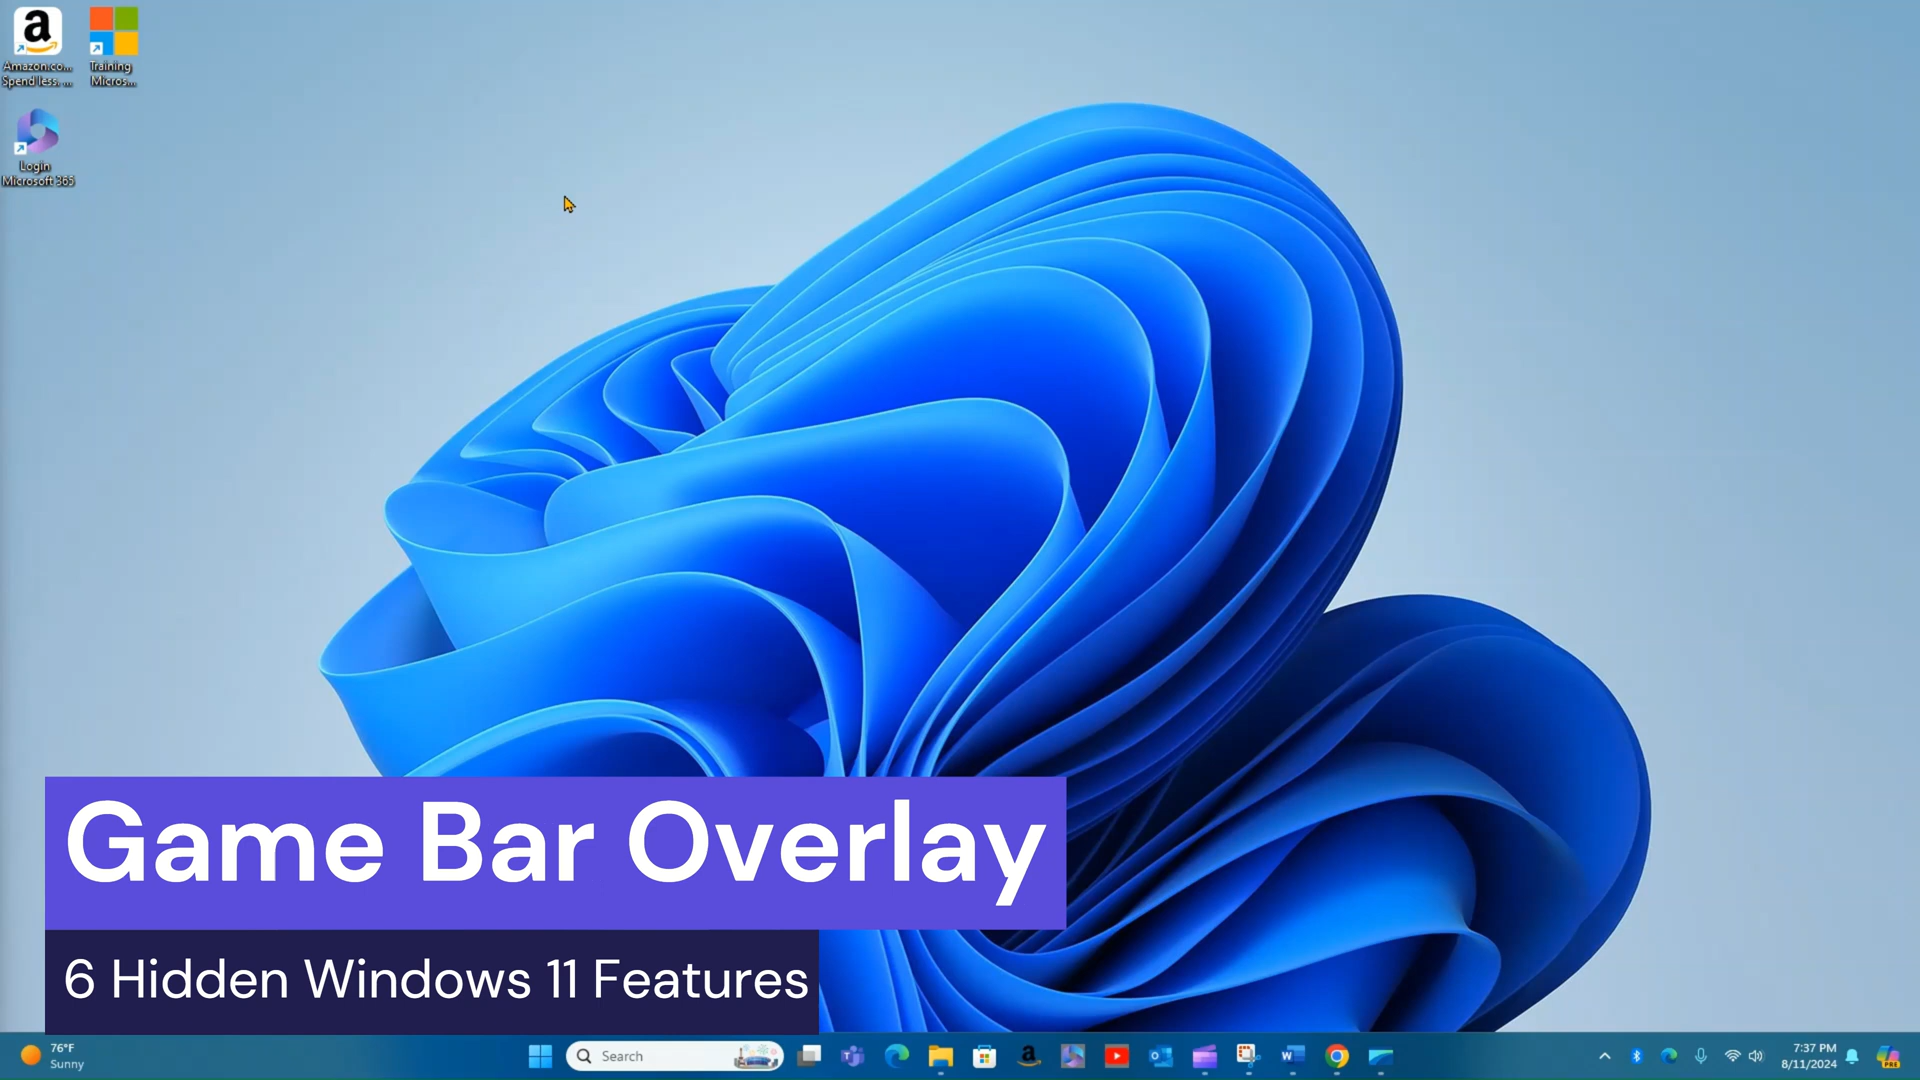 Amazon.co...
Spend less. ...
Training
Micros...
Login
Microsoft 365
Game Bar Overlay
6 Hidden Windows 11 Features
76°F
Sunny
Search
7:37 PM
8/11/2024
PRE